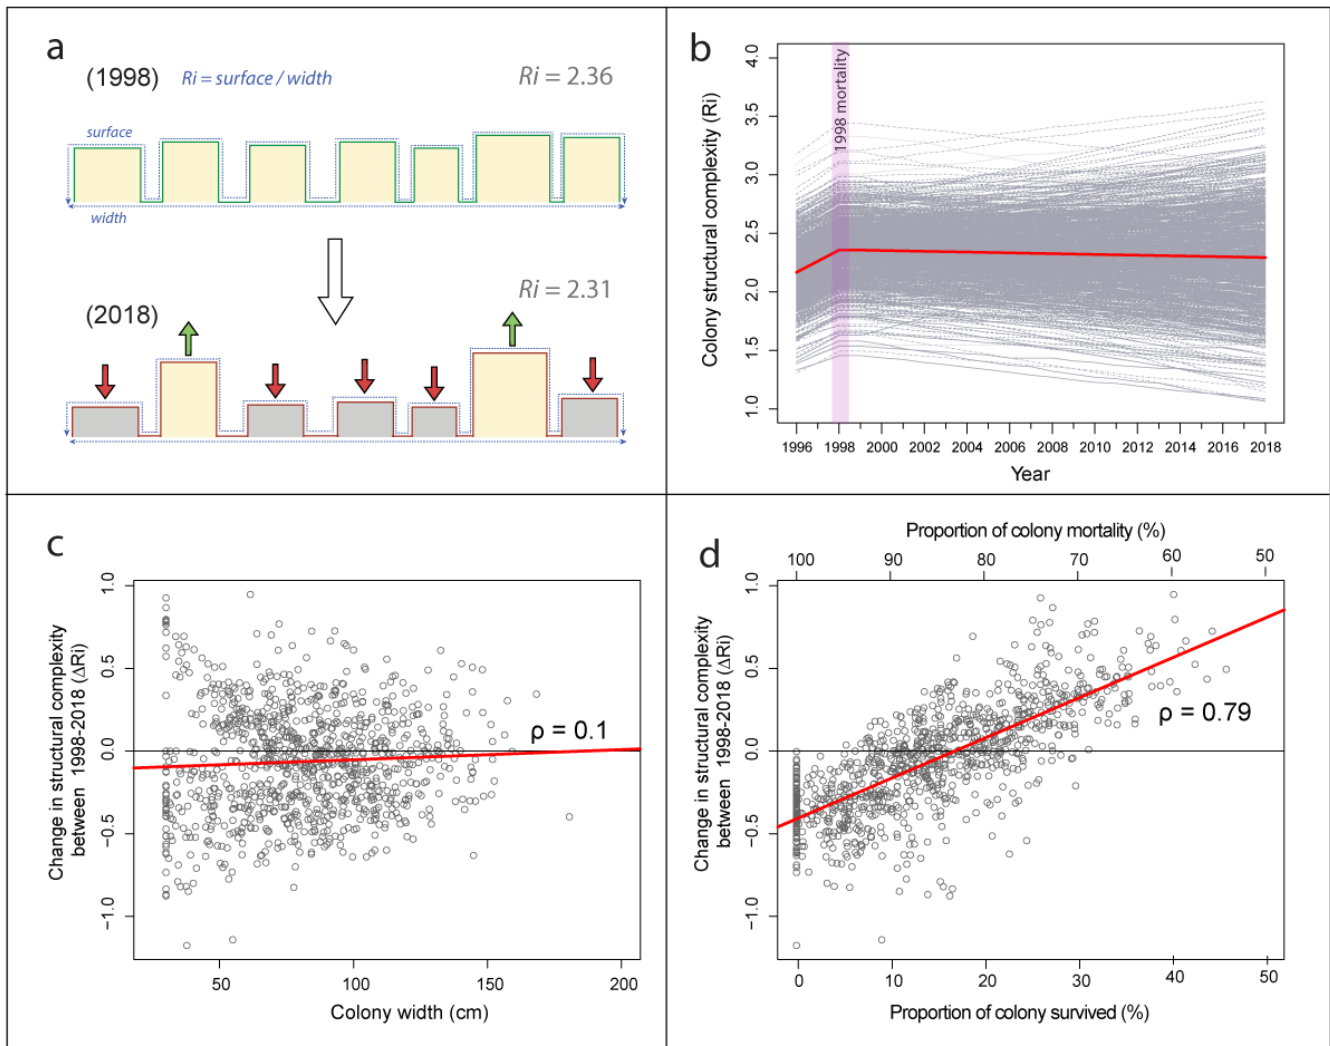 a
(1998)
Ri = surface / width
Ri = 2.36
surface
width
(2018)
Ri = 2.31
b
Colony structural complexity (Ri)
4.0
3.5
3.0
2.5
2.0
1.5
1.0
1998 mortality
1996 1998 2000 2002 2004 2006 2008 2010 2012 2014 2016 2018
Year
c
Change in structural complexity
between 1998-2018 (ΔRi)
1.0
0.5
0.0
−0.5
−1.0
ρ = 0.1
50 100 150 200
Colony width (cm)
d
Proportion of colony mortality (%)
100 90 80 70 60 50
Change in structural complexity
between 1998-2018 (ΔRi)
1.0
0.5
0.0
−0.5
−1.0
ρ = 0.79
0 10 20 30 40 50
Proportion of colony survived (%)